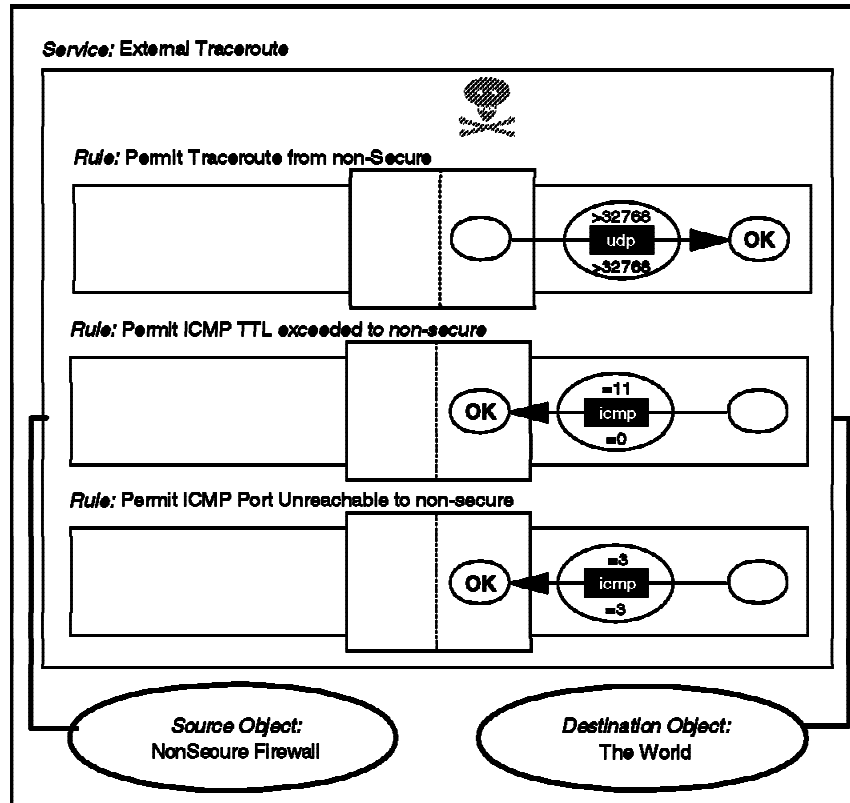 Service: External Traceroute
Rule: Permit Traceroute from non-Secure
>32768
udp
>32768
OK
Rule: Permit ICMP TTL exceeded to non-secure
OK
=11
icmp
=0
Rule: Permit ICMP Port Unreachable to non-secure
OK
=3
icmp
=3
Source Object:
NonSecure Firewall
Destination Object:
The World